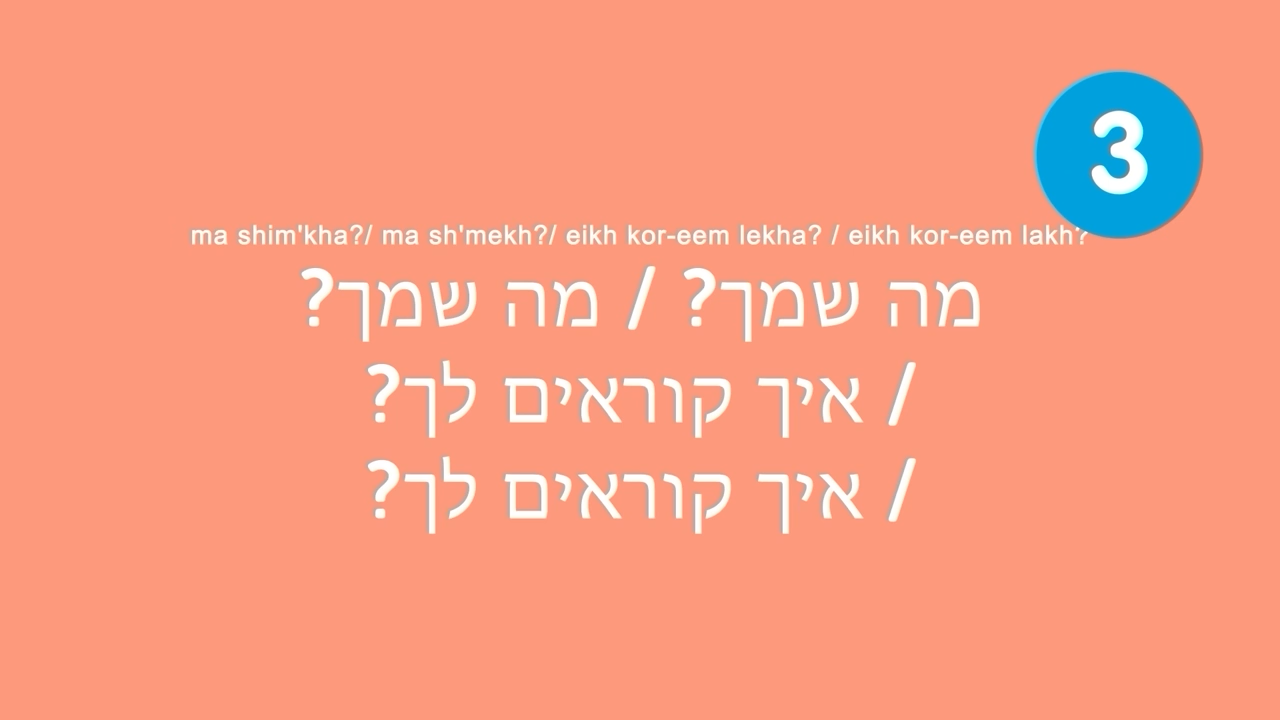 3
ma shim'kha?/ ma sh'mekh?/ eikh kor-eem lekha? / eikh kor-eem lakh?
מה שמך? / מה שמך?
/ איך קוראים לך?
/ איך קוראים לך?